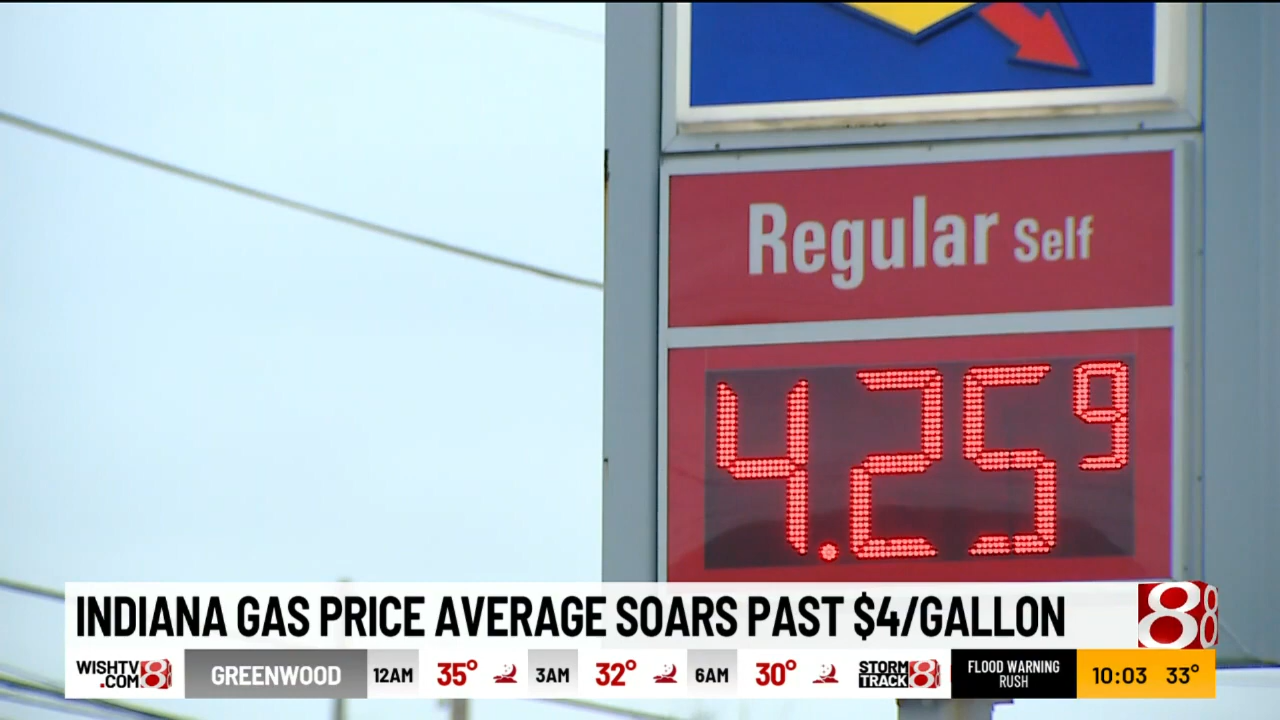 Regular Self
4.25⁹
INDIANA GAS PRICE AVERAGE SOARS PAST $4/GALLON
8
8
WISHTV
.COM 8
GREENWOOD
12AM 35° 3AM 32° 6AM 30°
STORM
TRACK 8
FLOOD WARNING
RUSH
10:03 33°